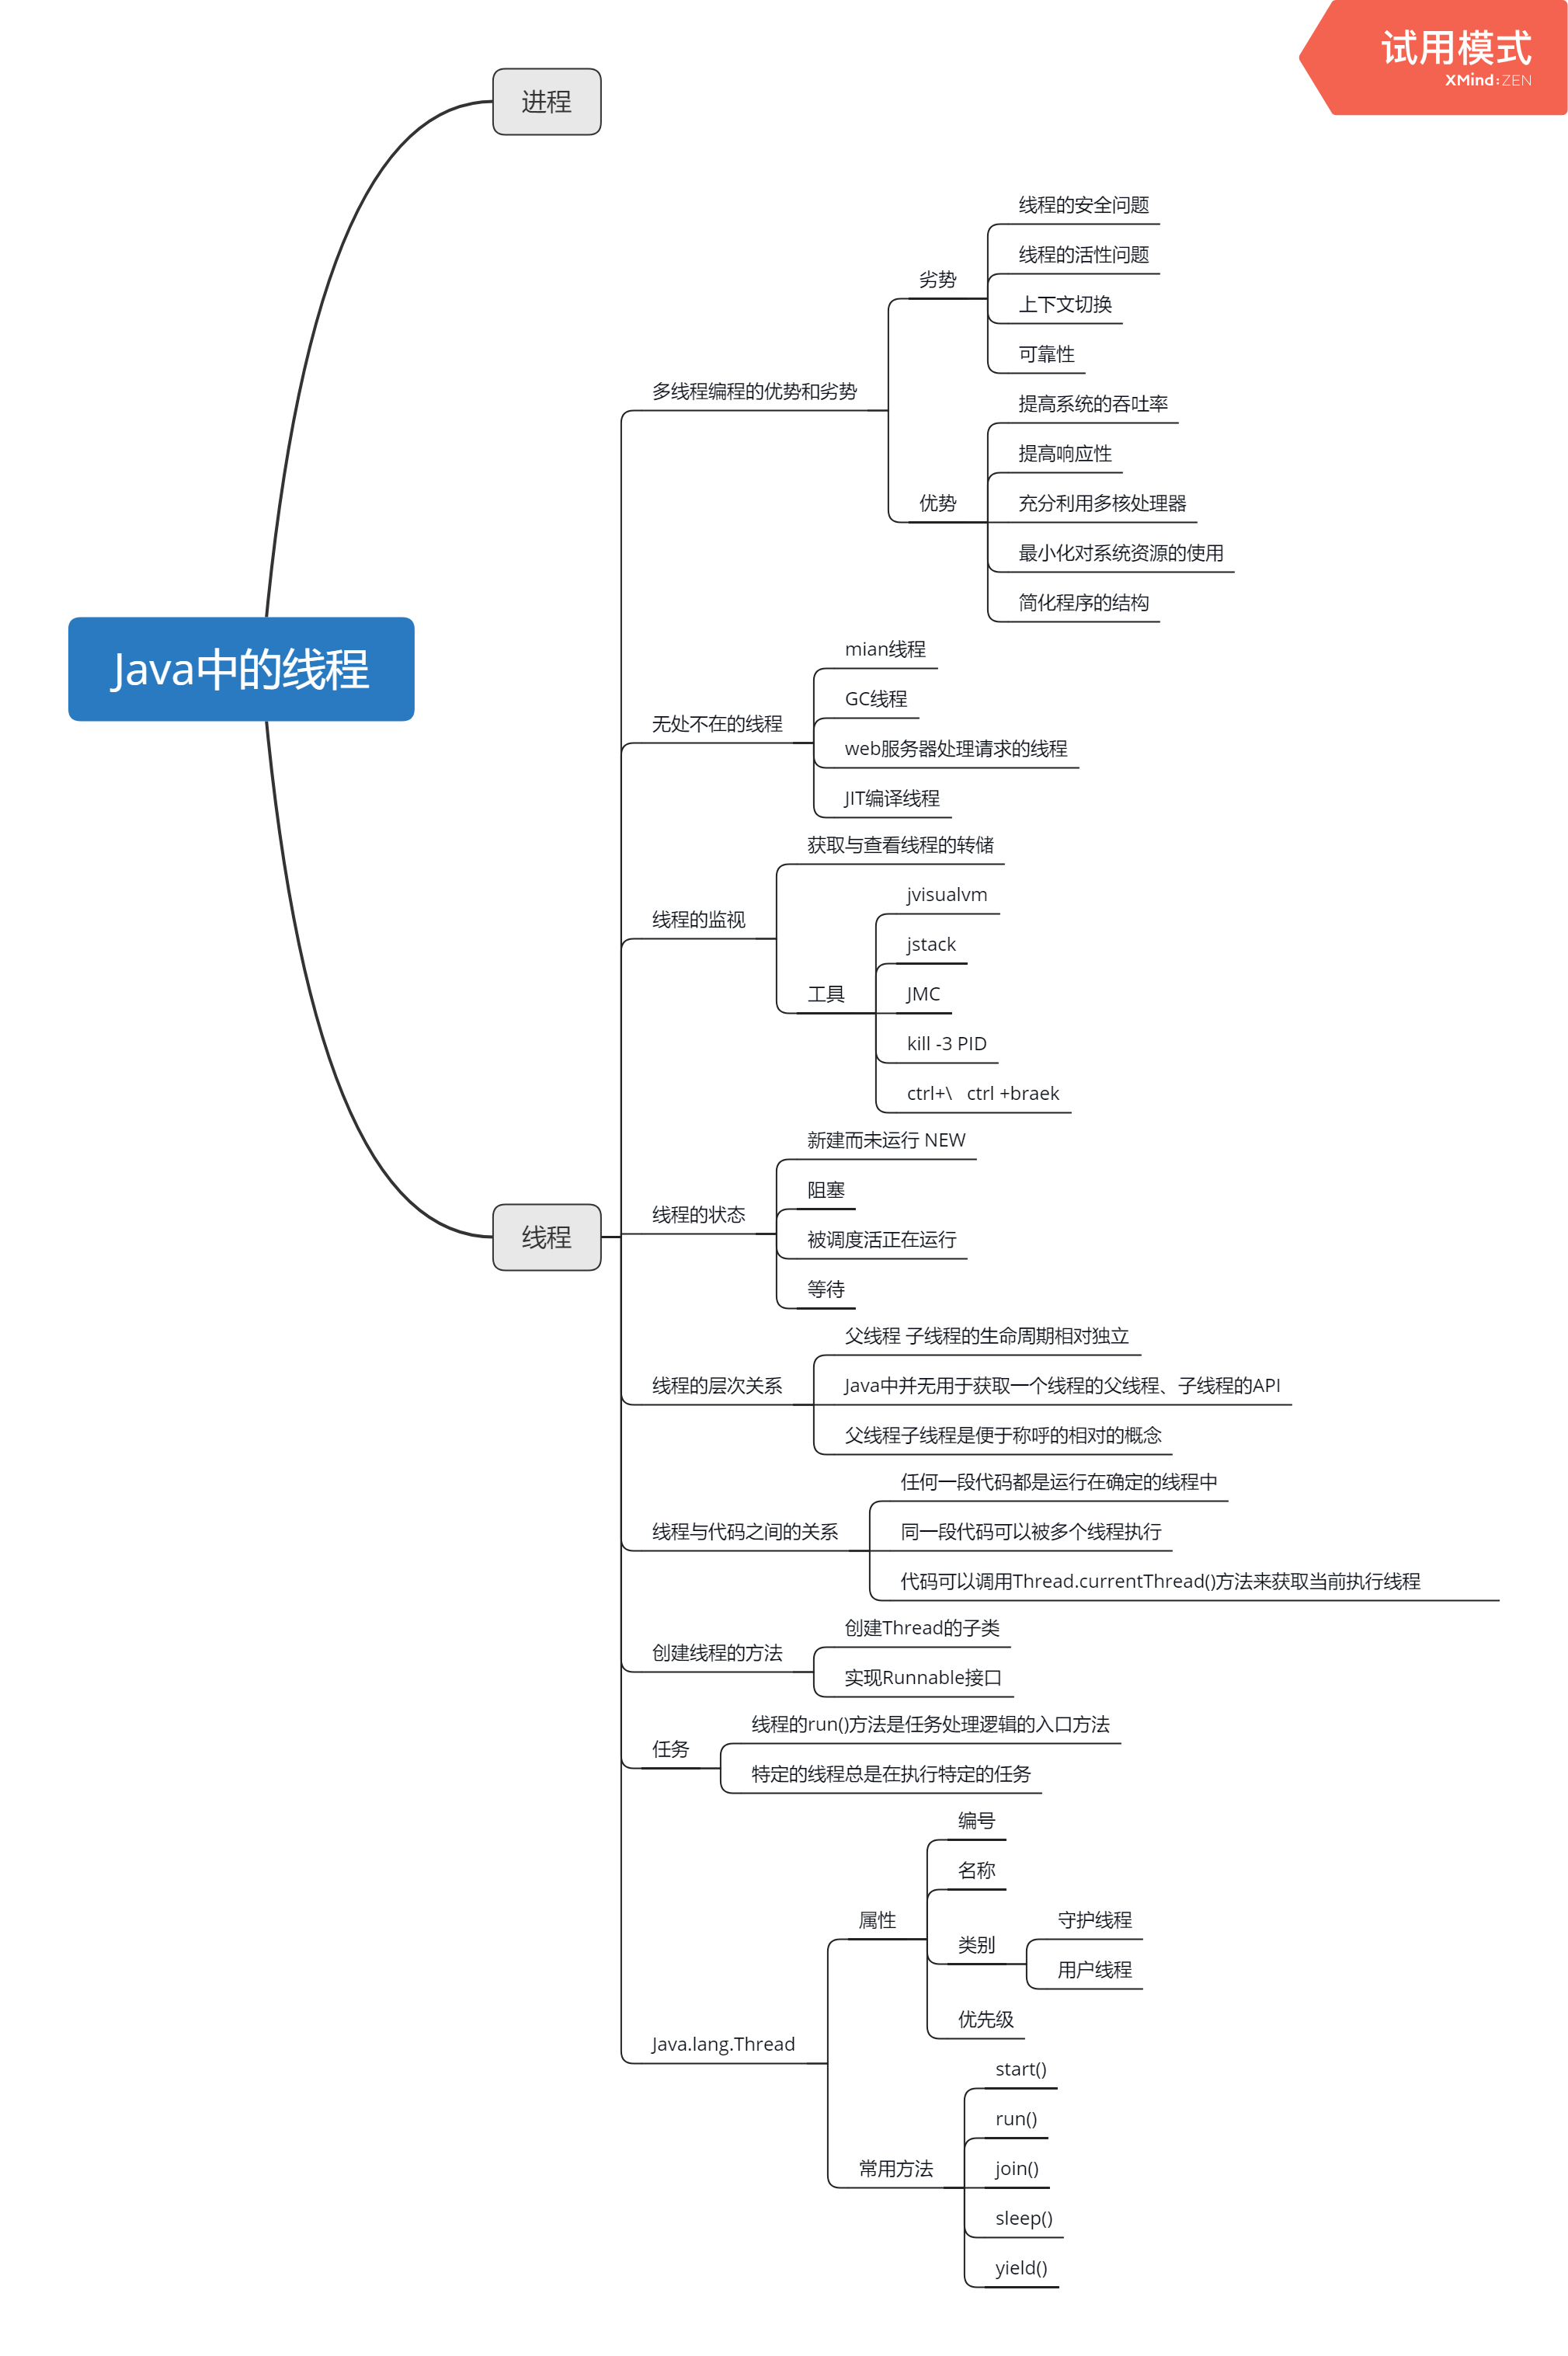 试用模式
XMind:ZEN
进程
线程的安全问题
线程的活性问题
劣势
上下文切换
可靠性
多线程编程的优势和劣势
提高系统的吞吐率
提高响应性
优势
充分利用多核处理器
最小化对系统资源的使用
简化程序的结构
Java中的线程
mian线程
GC线程
无处不在的线程
web服务器处理请求的线程
JIT编译线程
获取与查看线程的转储
线程的监视
jvisualvm
jstack
工具
JMC
kill -3 PID
ctrl+\ ctrl +braek
线程
新建而未运行 NEW
阻塞
线程的状态
被调度活正在运行
等待
父线程 子线程的生命周期相对独立
线程的层次关系
Java中并无用于获取一个线程的父线程、子线程的API
父线程子线程是便于称呼的相对的概念
任何一段代码都是运行在确定的线程中
线程与代码之间的关系
同一段代码可以被多个线程执行
代码可以调用Thread.currentThread()方法来获取当前执行线程
创建Thread的子类
创建线程的方法
实现Runnable接口
线程的run()方法是任务处理逻辑的入口方法
任务
特定的线程总是在执行特定的任务
编号
名称
属性
类别
守护线程
用户线程
优先级
Java.lang.Thread
start()
run()
常用方法
join()
sleep()
yield()